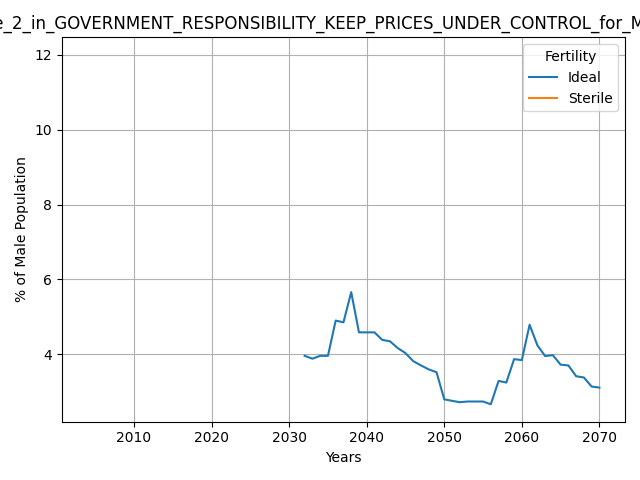 e_2_in_GOVERNMENT_RESPONSIBILITY_KEEP_PRICES_UNDER_CONTROL_for_M
Fertility
Ideal
Sterile
12
10
8
6
4
% of Male Population
2010 2020 2030 2040 2050 2060 2070
Years